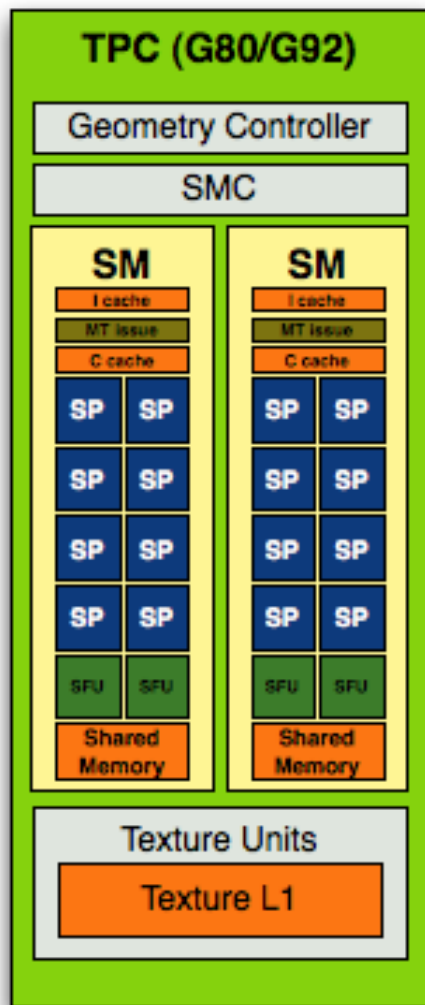 TPC (G80/G92)
Geometry Controller
SMC
SM
I cache
MT issue
C cache
SP SP
SP SP
SP SP
SP SP
SFU SFU
Shared
Memory
SM
I cache
MT issue
C cache
SP SP
SP SP
SP SP
SP SP
SFU SFU
Shared
Memory
Texture Units
Texture L1